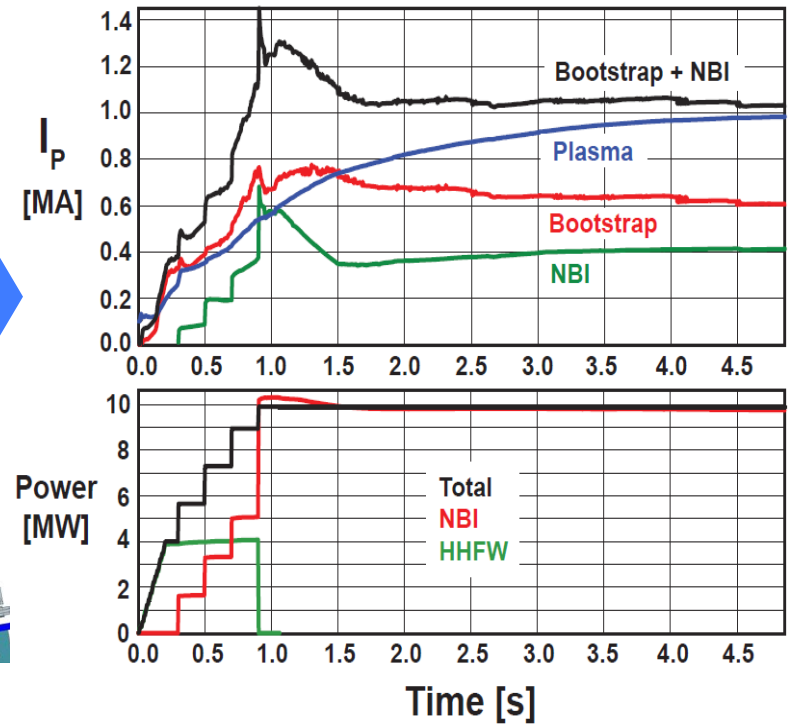 1.4
1.2
1.0
0.8
0.6
0.4
0.2
0.0
I_P
[MA]
Bootstrap + NBI
Plasma
Bootstrap
NBI
0.0 0.5 1.0 1.5 2.0 2.5 3.0 3.5 4.0 4.5
10
8
6
4
2
0
Power
[MW]
Total
NBI
HHFW
0.0 0.5 1.0 1.5 2.0 2.5 3.0 3.5 4.0 4.5
Time [s]